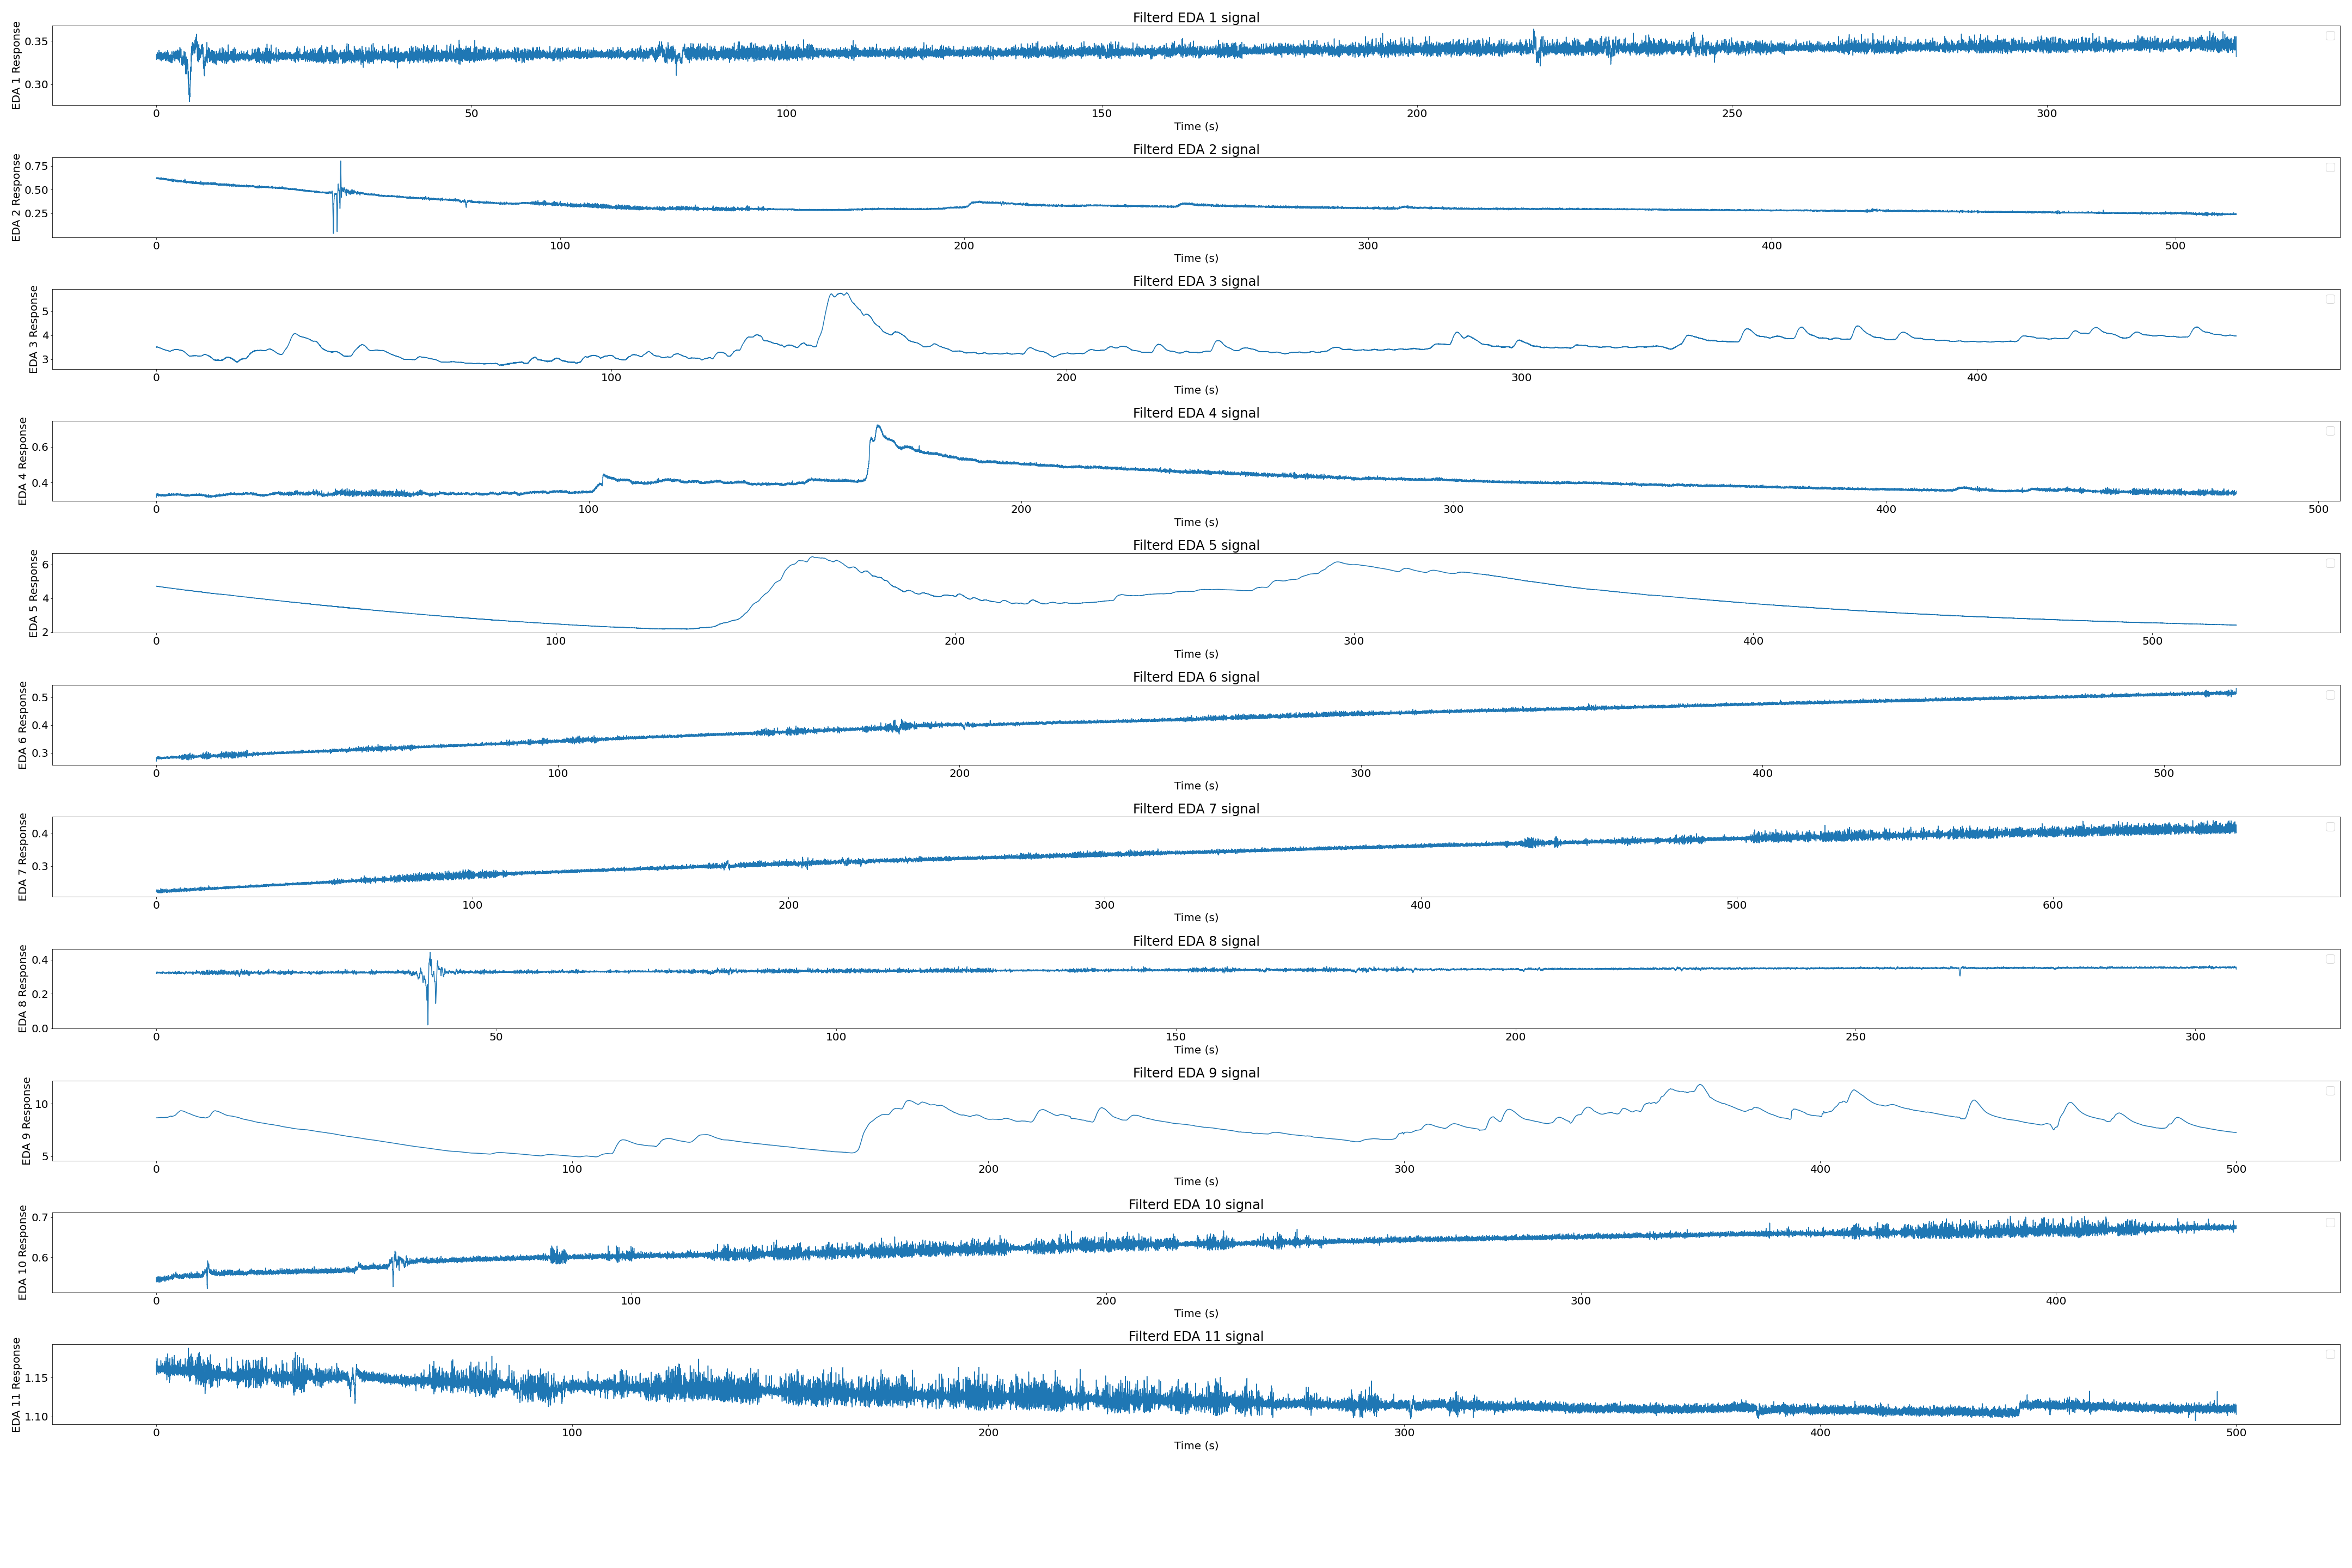 Filterd EDA 1 signal
EDA 1 Response
0.35
0.30
0 50 100 150 200 250 300
Time (s)
Filterd EDA 2 signal
EDA 2 Response
0.75
0.50
0.25
0 100 200 300 400 500
Time (s)
Filterd EDA 3 signal
EDA 3 Response
5
4
3
0 100 200 300 400
Time (s)
Filterd EDA 4 signal
EDA 4 Response
0.6
0.4
0 100 200 300 400 500
Time (s)
Filterd EDA 5 signal
EDA 5 Response
6
4
2
0 100 200 300 400 500
Time (s)
Filterd EDA 6 signal
EDA 6 Response
0.5
0.4
0.3
0 100 200 300 400 500
Time (s)
Filterd EDA 7 signal
EDA 7 Response
0.4
0.3
0 100 200 300 400 500 600
Time (s)
Filterd EDA 8 signal
EDA 8 Response
0.4
0.2
0.0
0 50 100 150 200 250 300
Time (s)
Filterd EDA 9 signal
EDA 9 Response
10
5
0 100 200 300 400 500
Time (s)
Filterd EDA 10 signal
EDA 10 Response
0.7
0.6
0 100 200 300 400
Time (s)
Filterd EDA 11 signal
EDA 11 Response
1.15
1.10
0 100 200 300 400 500
Time (s)